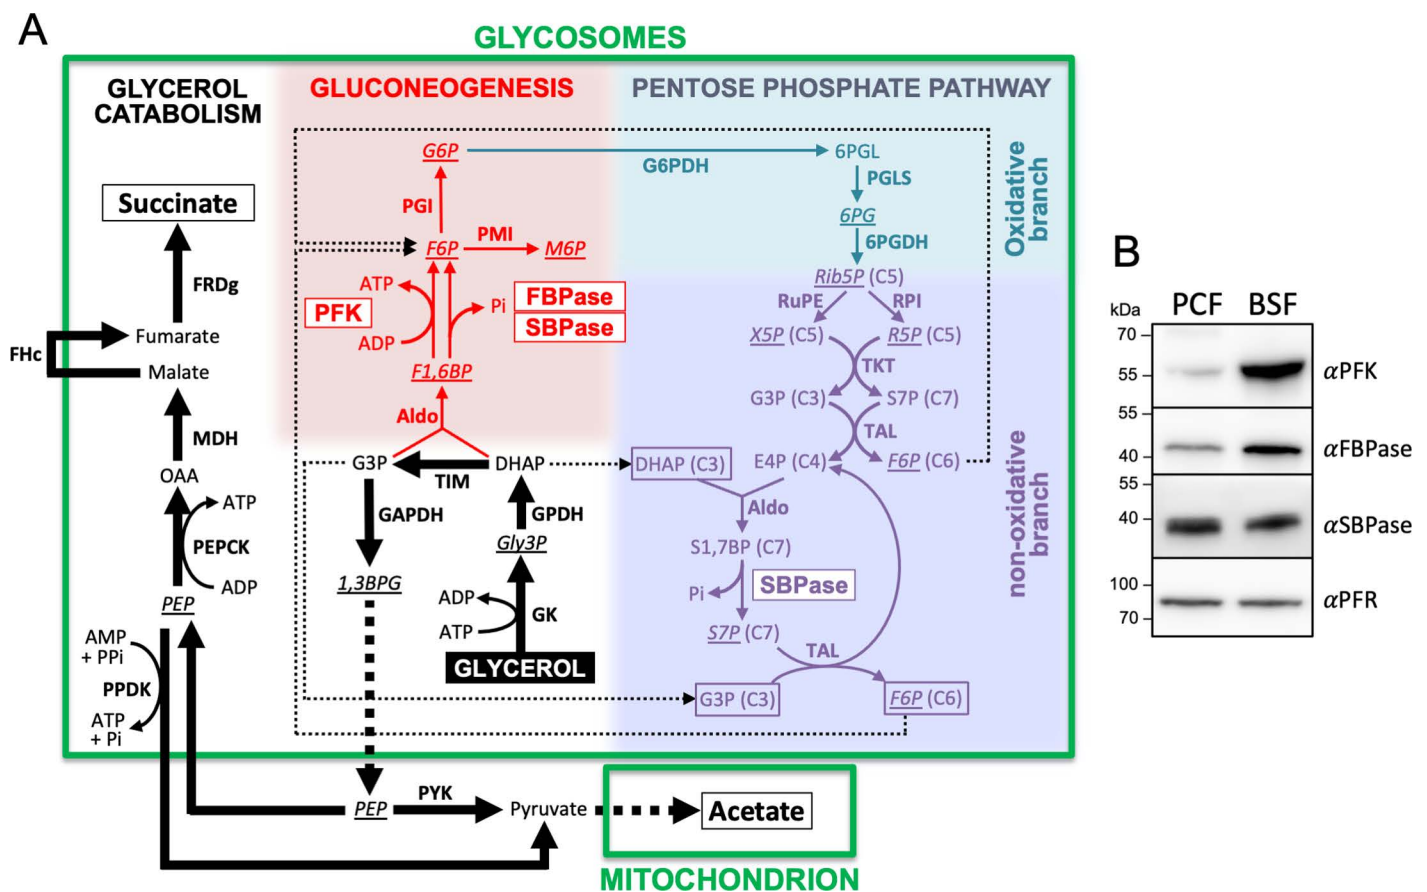 A
GLYCOSOMES
GLYCEROL
CATABOLISM
GLUCONEOGENESIS
PENTOSE PHOSPHATE PATHWAY
G6P
G6PDH
6PGL
PGLS
6PG
6PGDH
Oxidative
branch
PGI
F6P
PMI
M6P
Succinate
FRDg
Fumarate
FHc
Malate
MDH
OAA
ATP
PEPCK
ADP
PEP
AMP
+ PPi
PPDK
ATP
+ Pi
ATP
PFK
ADP
Pi
FBPase
SBPase
F1,6BP
Aldo
G3P
TIM
DHAP
GAPDH
GPDH
Gly3P
1,3BPG
ADP
ATP
GK
GLYCEROL
Rib5P (C5)
RuPE
RPI
X5P (C5)
R5P (C5)
TKT
G3P (C3)
S7P (C7)
TAL
DHAP (C3)
E4P (C4)
F6P (C6)
Aldo
S1,7BP (C7)
Pi
SBPase
S7P (C7)
TAL
G3P (C3)
F6P (C6)
non-oxidative
branch
PEP
PYK
Pyruvate
Acetate
MITOCHONDRION
B
kDa
PCF
BSF
70
55
αPFK
55
40
αFBPase
55
40
αSBPase
100
70
αPFR